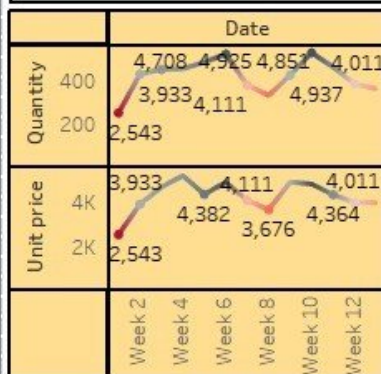 Date
Quantity
400
200
4,708 4,925 4,852 4,011
3,933 4,111 4,937
2,543
Unit price
4K
2K
3,933 4,111 4,011
4,382 3,676 4,364
2,543
Week 2
Week 4
Week 6
Week 8
Week 10
Week 12